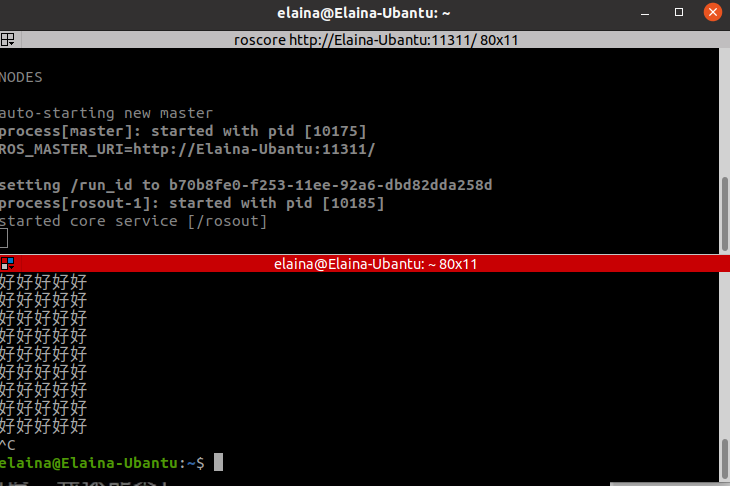 elaina@Elaina-Ubantu: ~
roscore http://Elaina-Ubantu:11311/ 80x11
NODES
auto-starting new master
process[master]: started with pid [10175]
ROS_MASTER_URI=http://Elaina-Ubantu:11311/
setting /run_id to b70b8fe0-f253-11ee-92a6-dbd82dda258d
process[rosout-1]: started with pid [10185]
started core service [/rosout]
elaina@Elaina-Ubantu: ~ 80x11
好好好好好
好好好好好
好好好好好
好好好好好
好好好好好
好好好好好
好好好好好
好好好好好
好好好好好
^C
elaina@Elaina-Ubantu:~$